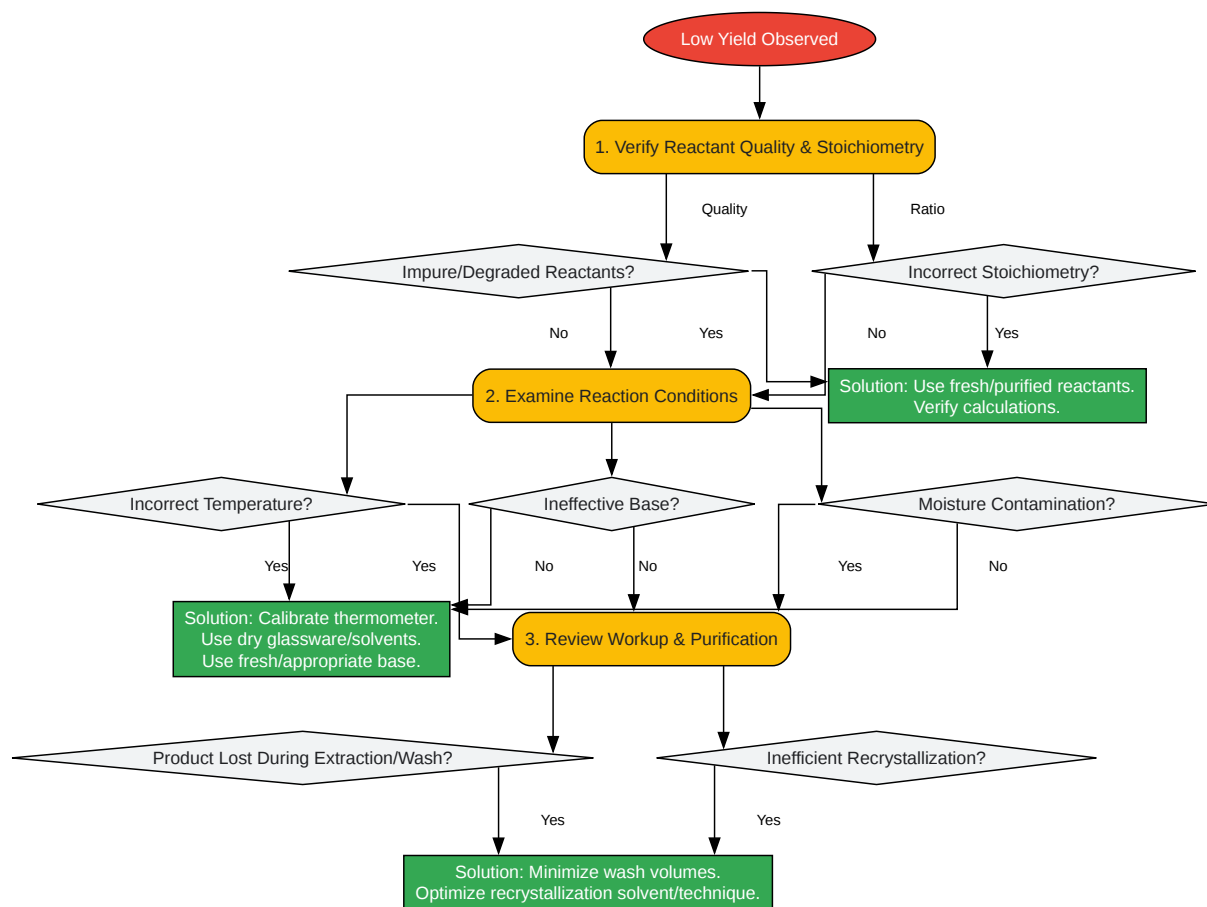 Low Yield Observed
1. Verify Reactant Quality & Stoichiometry
Quality
Ratio
Impure/Degraded Reactants?
Incorrect Stoichiometry?
No
Yes
No
Yes
2. Examine Reaction Conditions
Solution: Use fresh/purified reactants.
Verify calculations.
Incorrect Temperature?
Ineffective Base?
Moisture Contamination?
Yes
Yes
No
No
Yes
No
Solution: Calibrate thermometer.
Use dry glassware/solvents.
Use fresh/appropriate base.
3. Review Workup & Purification
Product Lost During Extraction/Wash?
Inefficient Recrystallization?
Yes
Yes
Solution: Minimize wash volumes.
Optimize recrystallization solvent/technique.